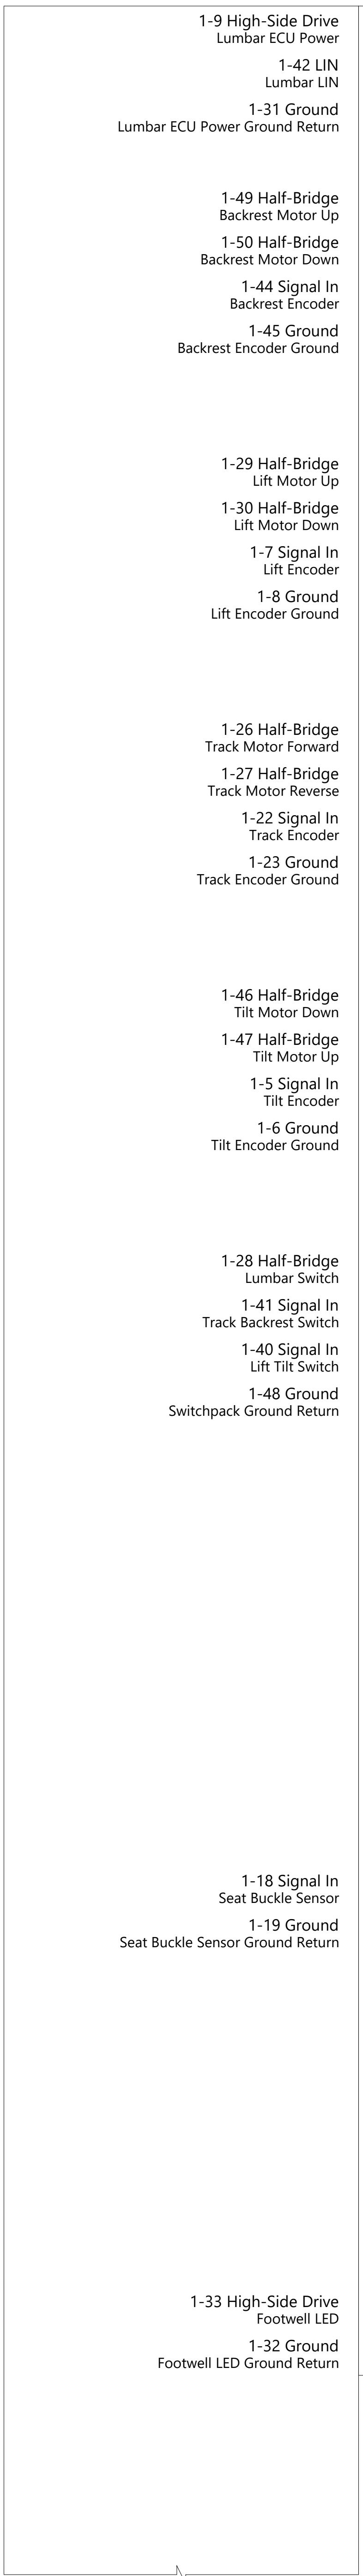 1-9 High-Side Drive
Lumbar ECU Power
1-42 LIN
Lumbar LIN
1-31 Ground
Lumbar ECU Power Ground Return
1-49 Half-Bridge
Backrest Motor Up
1-50 Half-Bridge
Backrest Motor Down
1-44 Signal In
Backrest Encoder
1-45 Ground
Backrest Encoder Ground
1-29 Half-Bridge
Lift Motor Up
1-30 Half-Bridge
Lift Motor Down
1-7 Signal In
Lift Encoder
1-8 Ground
Lift Encoder Ground
1-26 Half-Bridge
Track Motor Forward
1-27 Half-Bridge
Track Motor Reverse
1-22 Signal In
Track Encoder
1-23 Ground
Track Encoder Ground
1-46 Half-Bridge
Tilt Motor Down
1-47 Half-Bridge
Tilt Motor Up
1-5 Signal In
Tilt Encoder
1-6 Ground
Tilt Encoder Ground
1-28 Half-Bridge
Lumbar Switch
1-41 Signal In
Track Backrest Switch
1-40 Signal In
Lift Tilt Switch
1-48 Ground
Switchpack Ground Return
1-18 Signal In
Seat Buckle Sensor
1-19 Ground
Seat Buckle Sensor Ground Return
1-33 High-Side Drive
Footwell LED
1-32 Ground
Footwell LED Ground Return